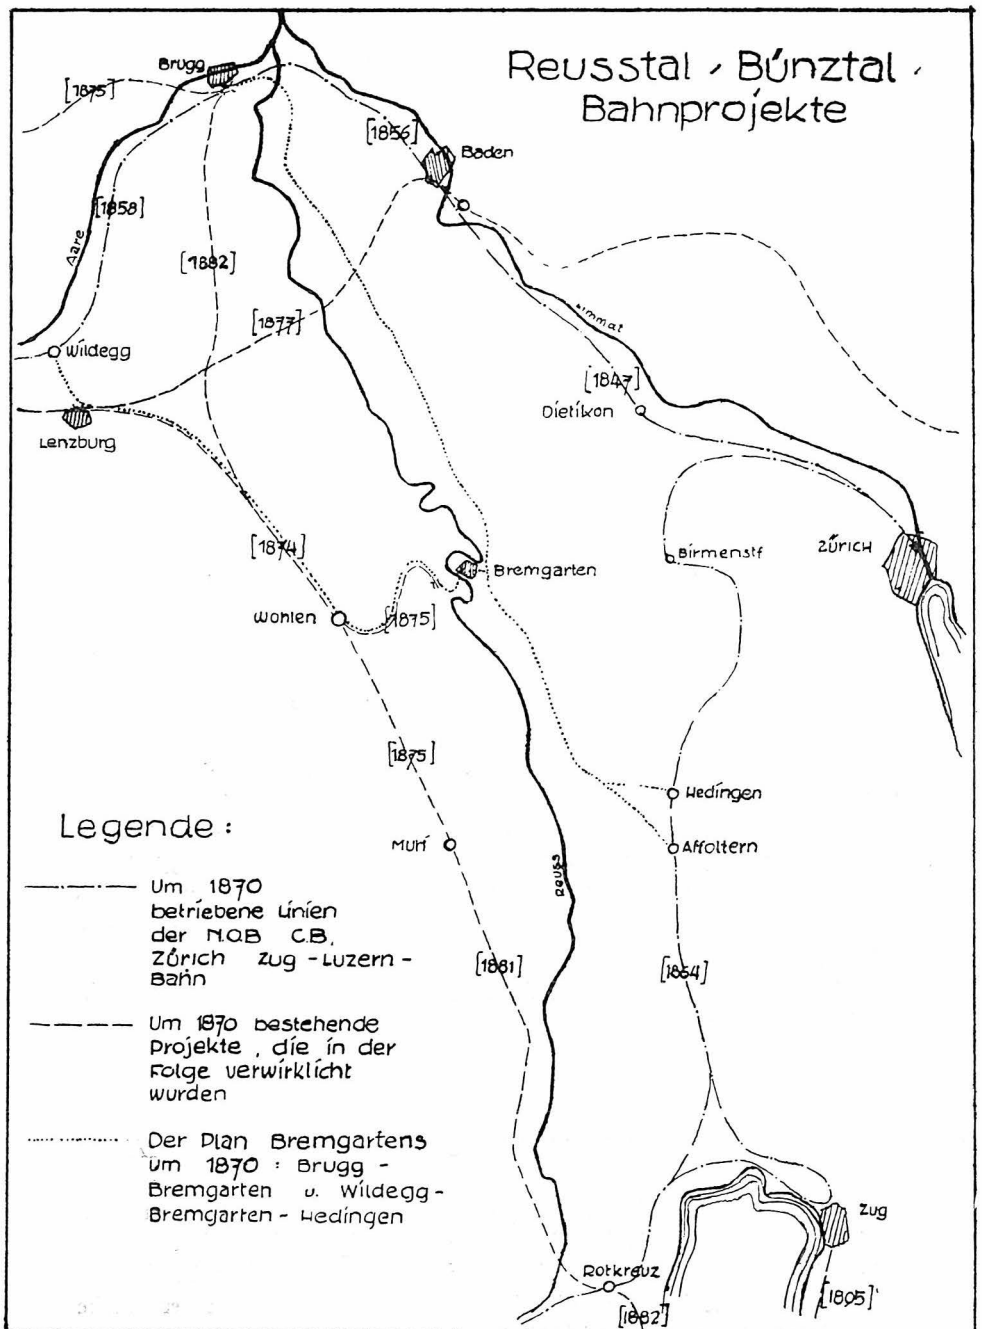 Reusstal - Bünztal -
Bahnprojekte
Brugg
[1875]
[1856]
Baden
[1858]
Aare
[1882]
[1877]
Limmat
Wildegg
[1847]
Dietikon
Lenzburg
[1874]
Birmenstf
ZÜRICH
Bremgarten
Wohlen
[1875]
[1875]
Hedingen
Muri
Affoltern
Reuss
[1881]
[1864]
Legende :
Um 1870
betriebene Linien
der N.O.B C.B,
Zürich Zug - Luzern -
Bahn
Um 1870 bestehende
Projekte , die in der
Folge verwirklicht
wurden
Der Plan Bremgartens
um 1870 : Brugg -
Bremgarten u. Wildegg -
Bremgarten - Hedingen
Zug
Rotkreuz
[1882]
[1895]